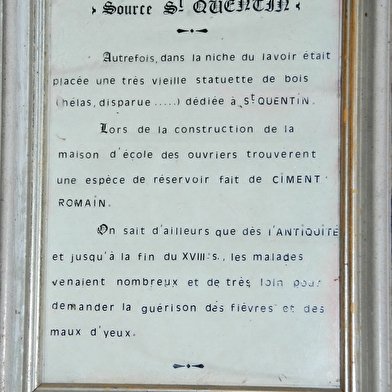 Source St QUENTIN
Autrefois, dans la niche du lavoir était
placée une très vieille statuette de bois
(hélas, disparue .....) dédiée à St QUENTIN.
Lors de la construction de la
maison d'école des ouvriers trouverent
une espéce de réservoir fait de CIMENT
ROMAIN.
On sait d'ailleurs que dés l'ANTIQUITÉ
et jusqu'à la fin du XVIII:s., les malades
venaient nombreux et de très loin pour
demander la guérison des fièvres et des
maux d'yeux.